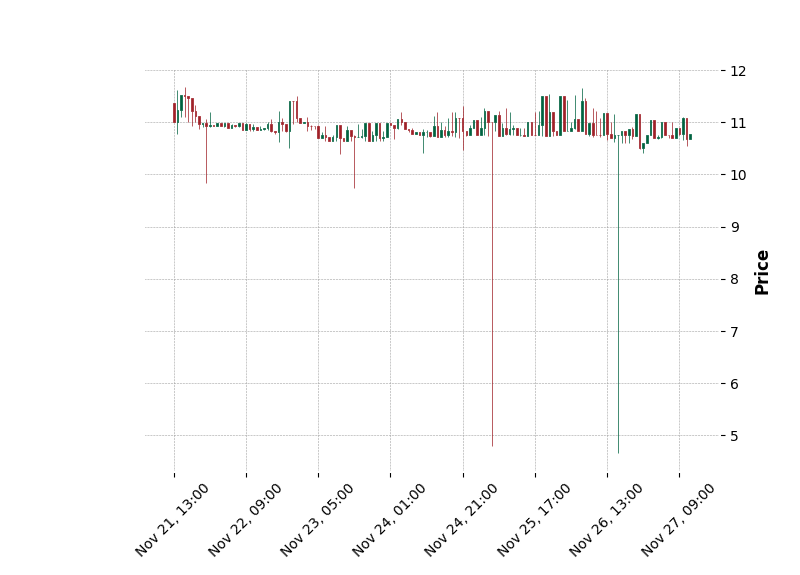 12
11
10
9
8
7
6
5
Price
Nov 21, 13:00
Nov 22, 09:00
Nov 23, 05:00
Nov 24, 01:00
Nov 24, 21:00
Nov 25, 17:00
Nov 26, 13:00
Nov 27, 09:00